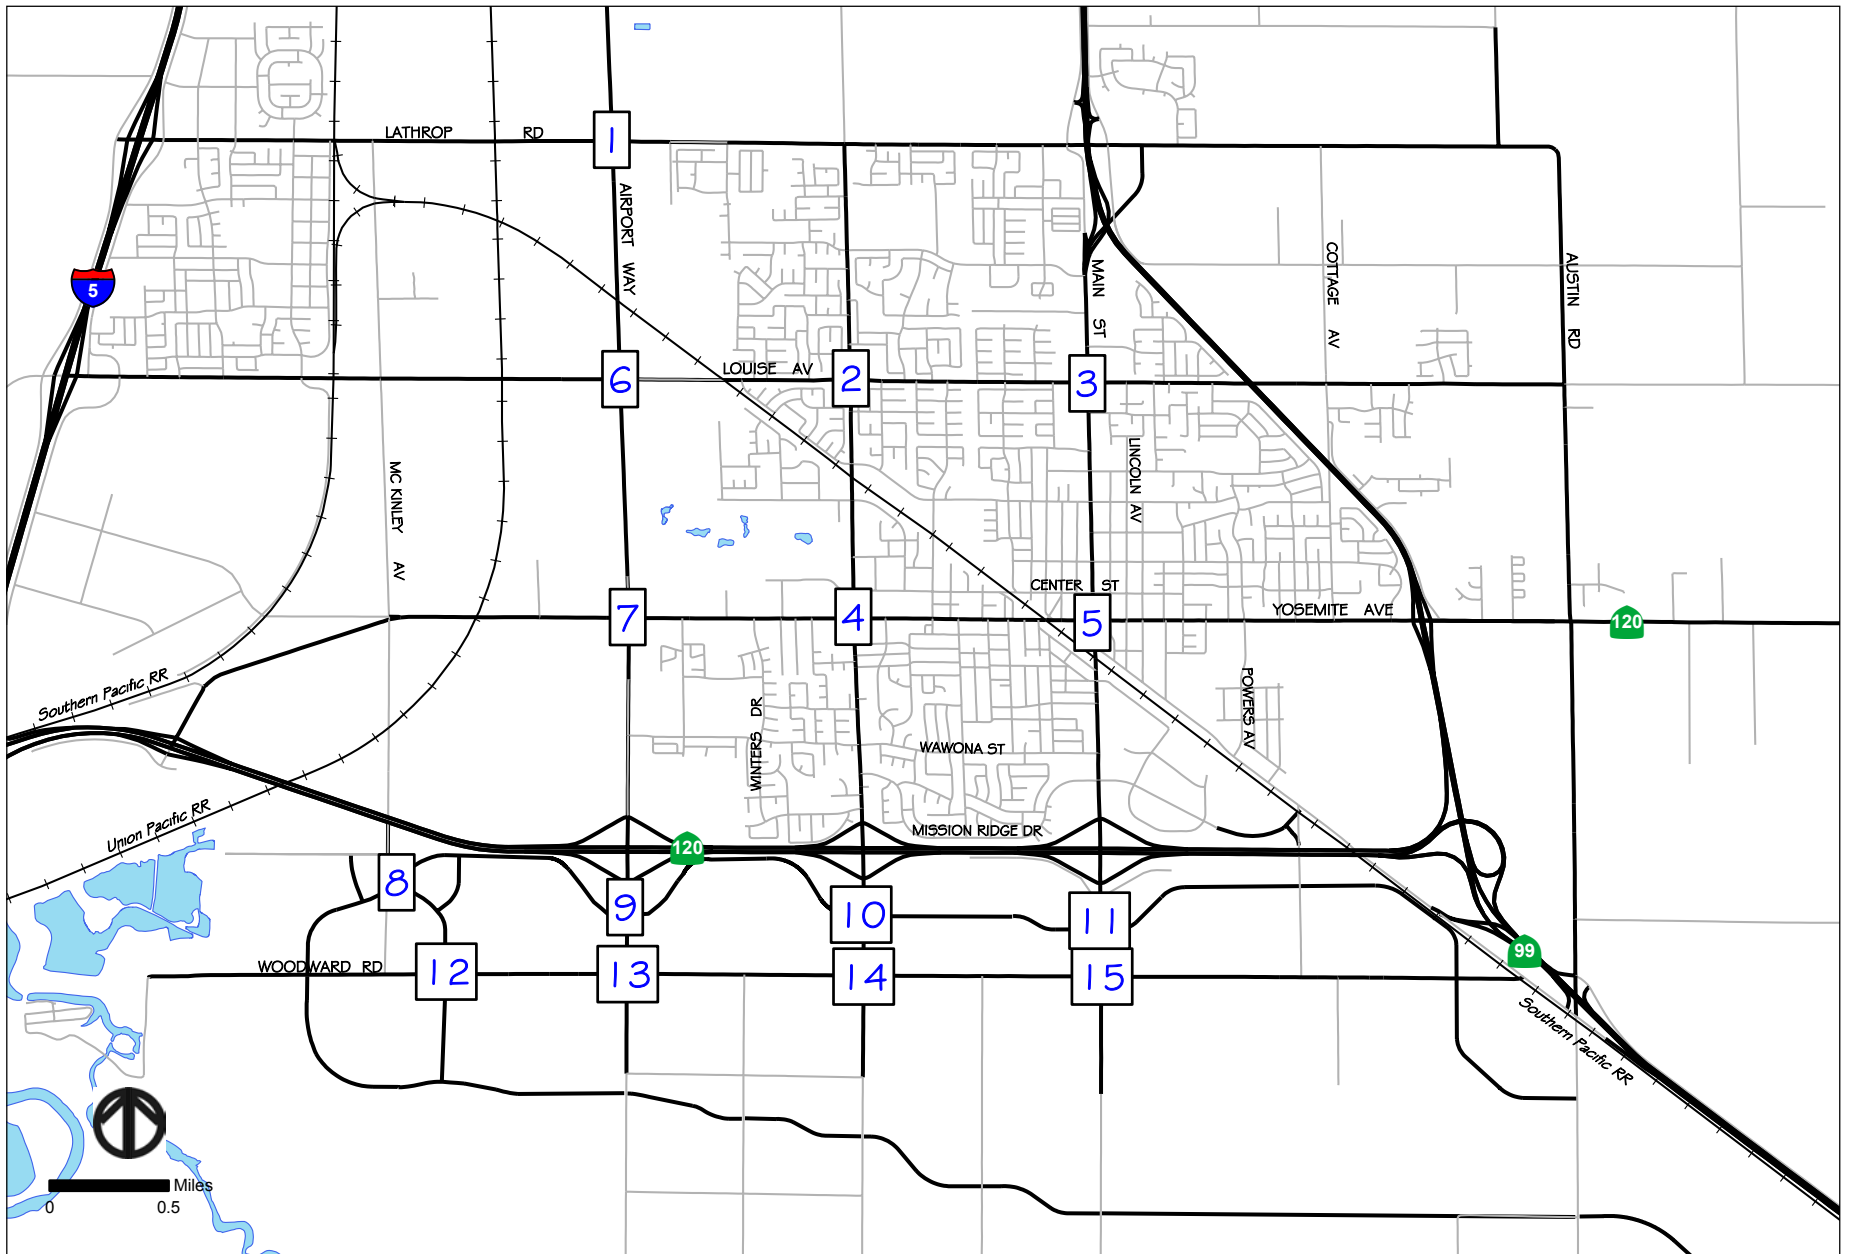 LATHROP RD
1
AIRPORT WAY
5
MAIN ST
COTTAGE AV
AUSTIN RD
6
LOUISE AV
2
3
MC KINLEY AV
LINCOLN AV
CENTER ST
7
4
5
YOSEMITE AVE
120
Southern Pacific RR
WINTERS DR
WAWONA ST
POWERS AV
Union Pacific RR
MISSION RIDGE DR
120
8
9
10
11
99
WOODWARD RD
12
13
14
15
Southern Pacific RR
Miles
0 0.5